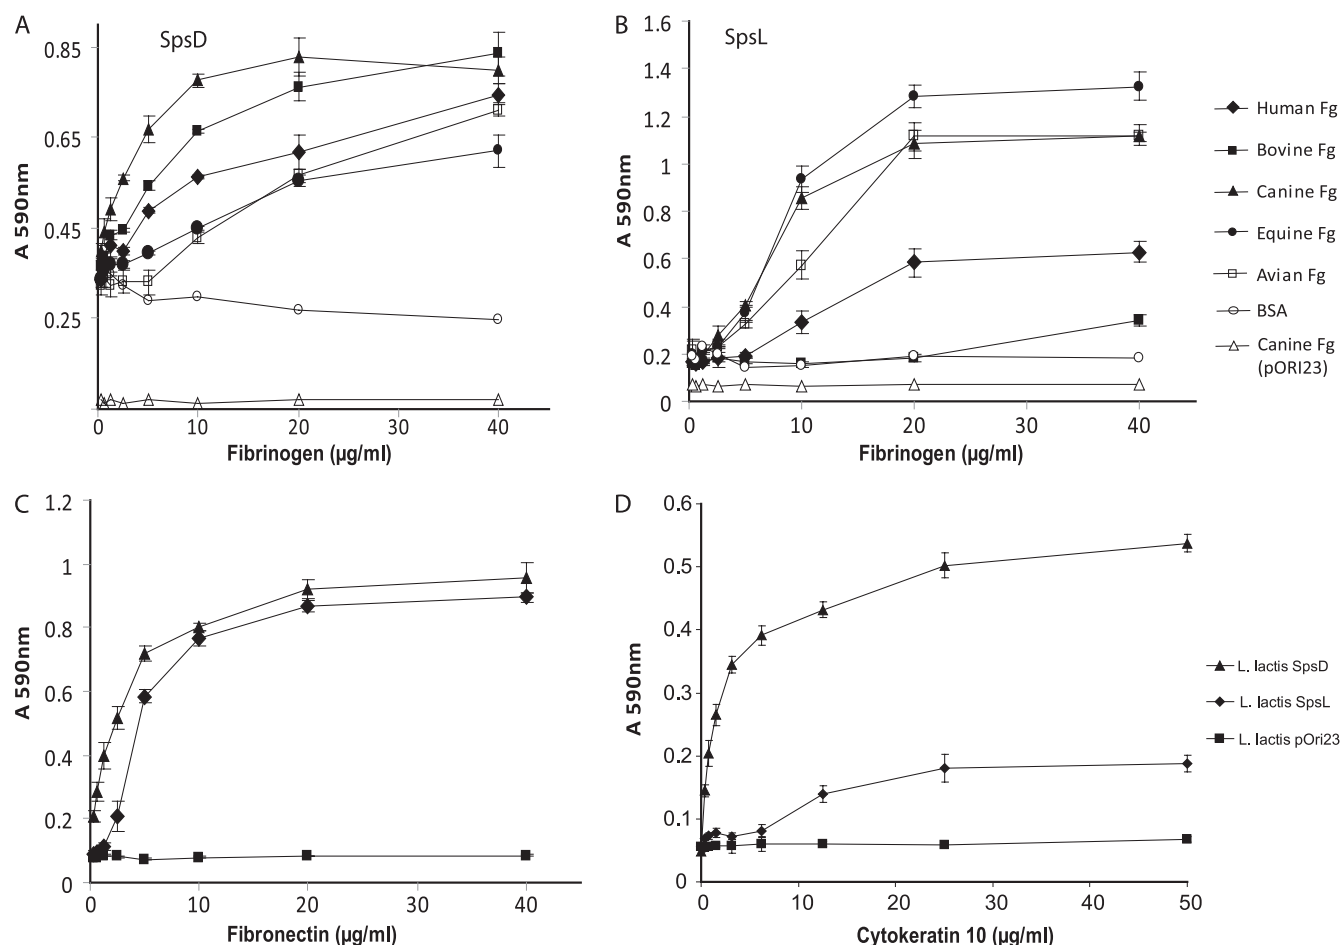 A
SpsD
0.85
0.65
0.45
0.25
A 590nm
0 10 20 30 40
Fibrinogen (µg/ml)
B
SpsL
1.6
1.4
1.2
1
0.8
0.6
0.4
0.2
0
A 590nm
0 10 20 30 40
Fibrinogen (µg/ml)
Human Fg
Bovine Fg
Canine Fg
Equine Fg
Avian Fg
BSA
Canine Fg
(pORI23)
C
1.2
1
0.8
0.6
0.4
0.2
0
A 590nm
0 10 20 30 40
Fibronectin (µg/ml)
D
0.6
0.5
0.4
0.3
0.2
0.1
0
A 590nm
0 10 20 30 40 50
Cytokeratin 10 (µg/ml)
L. lactis SpsD
L. lactis SpsL
L. lactis pOri23